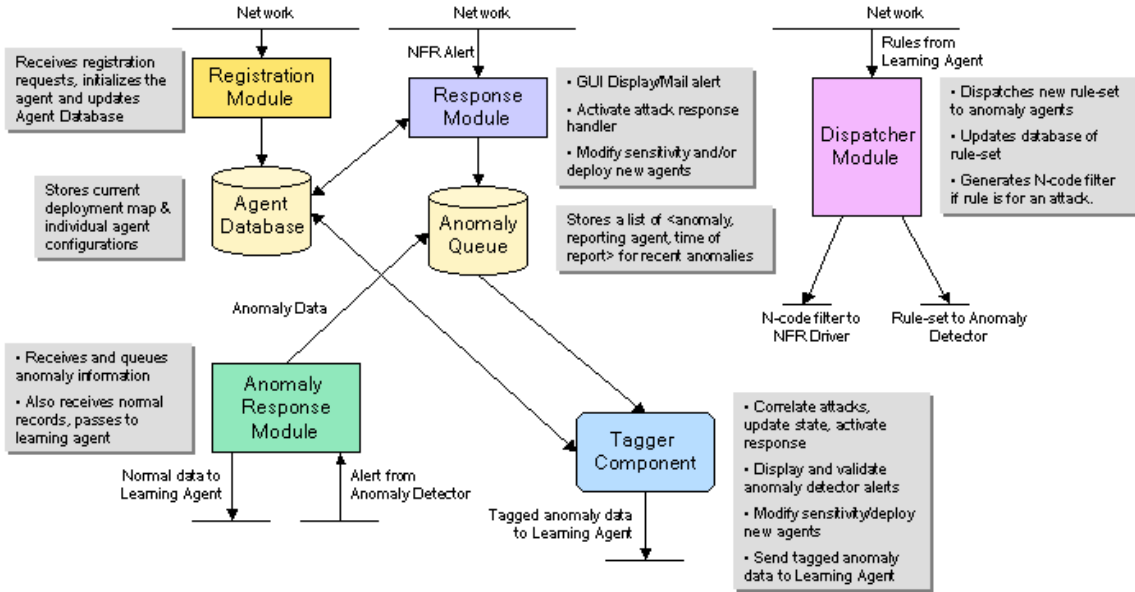 Network
Network
Network
Receives registration
requests, initializes the
agent and updates
Agent Database
Registration
Module
NFR Alert
Response
Module
• GUI Display/Mail alert
• Activate attack response
handler
• Modify sensitivity and/or
deploy new agents
Rules from
Learning Agent
Dispatcher
Module
• Dispatches new rule-set
to anomaly agents
• Updates database of
rule-set
• Generates N-code filter
if rule is for an attack.
Stores current
deployment map &
individual agent
configurations
Agent
Database
Anomaly
Queue
Stores a list of <anomaly,
reporting agent, time of
report> for recent anomalies
Anomaly Data
N-code filter to
NFR Driver
Rule-set to Anomaly
Detector
• Receives and queues
anomaly information
• Also receives normal
records, passes to
learning agent
Anomaly
Response
Module
Normal data to
Learning Agent
Alert from
Anomaly Detector
Tagger
Component
Tagged anomaly data
to Learning Agent
• Correlate attacks,
update state, activate
response
• Display and validate
anomaly detector alerts
• Modify sensitivity/deploy
new agents
• Send tagged anomaly
data to Learning Agent